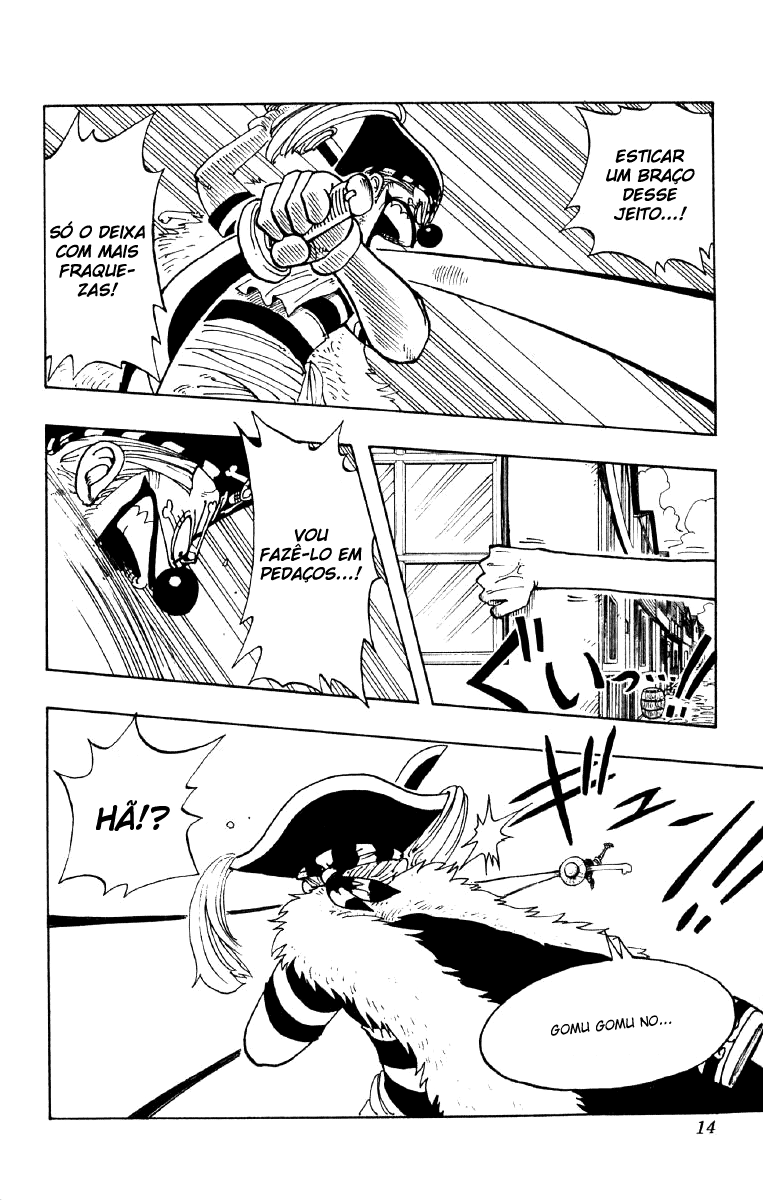 ESTICAR
UM BRAÇO
DESSE
JEITO...!
SÓ O DEIXA
COM MAIS
FRAQUE-
ZAS!
ぐいっ…!!
VOU
FAZÊ-LO EM
PEDAÇOS...!
HÃ!?
ギュー!!
GOMU GOMU NO...
14